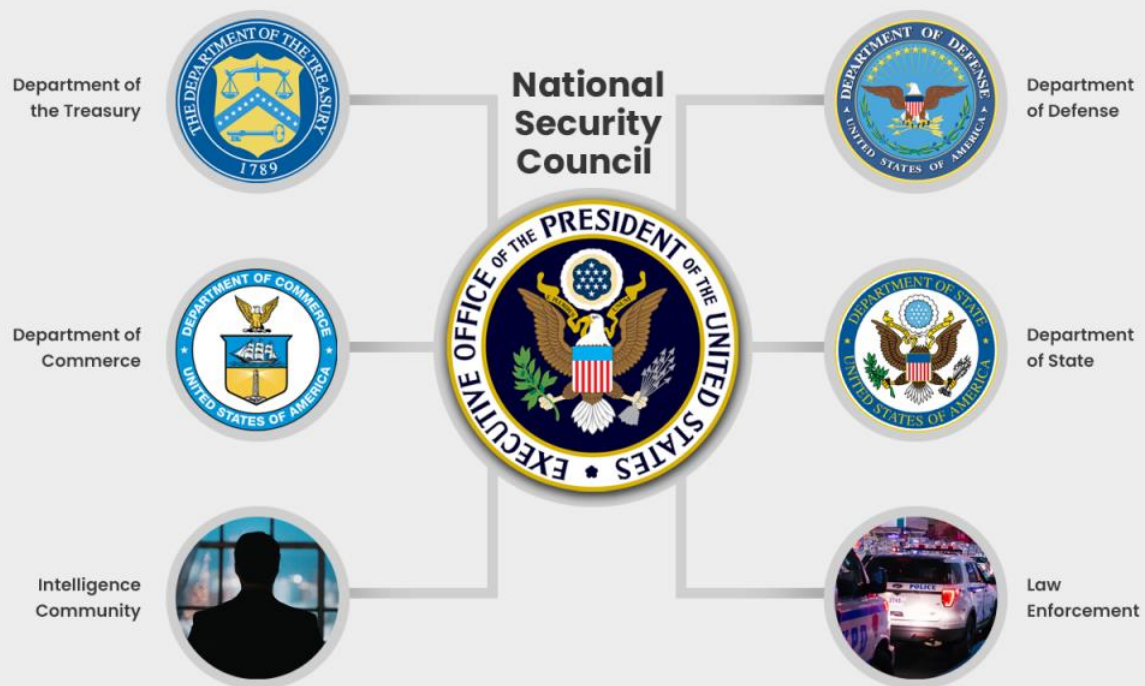 National
Security
Council
Department of
the Treasury
THE DEPARTMENT OF THE TREASURY
1789
DEPARTMENT OF DEFENSE
UNITED STATES OF AMERICA
Department
of Defense
EXECUTIVE OFFICE OF THE PRESIDENT OF THE UNITED STATES
Department of
Commerce
DEPARTMENT OF COMMERCE
UNITED STATES OF AMERICA
DEPARTMENT OF STATE
UNITED STATES OF AMERICA
Department
of State
Intelligence
Community
POLICE
Law
Enforcement